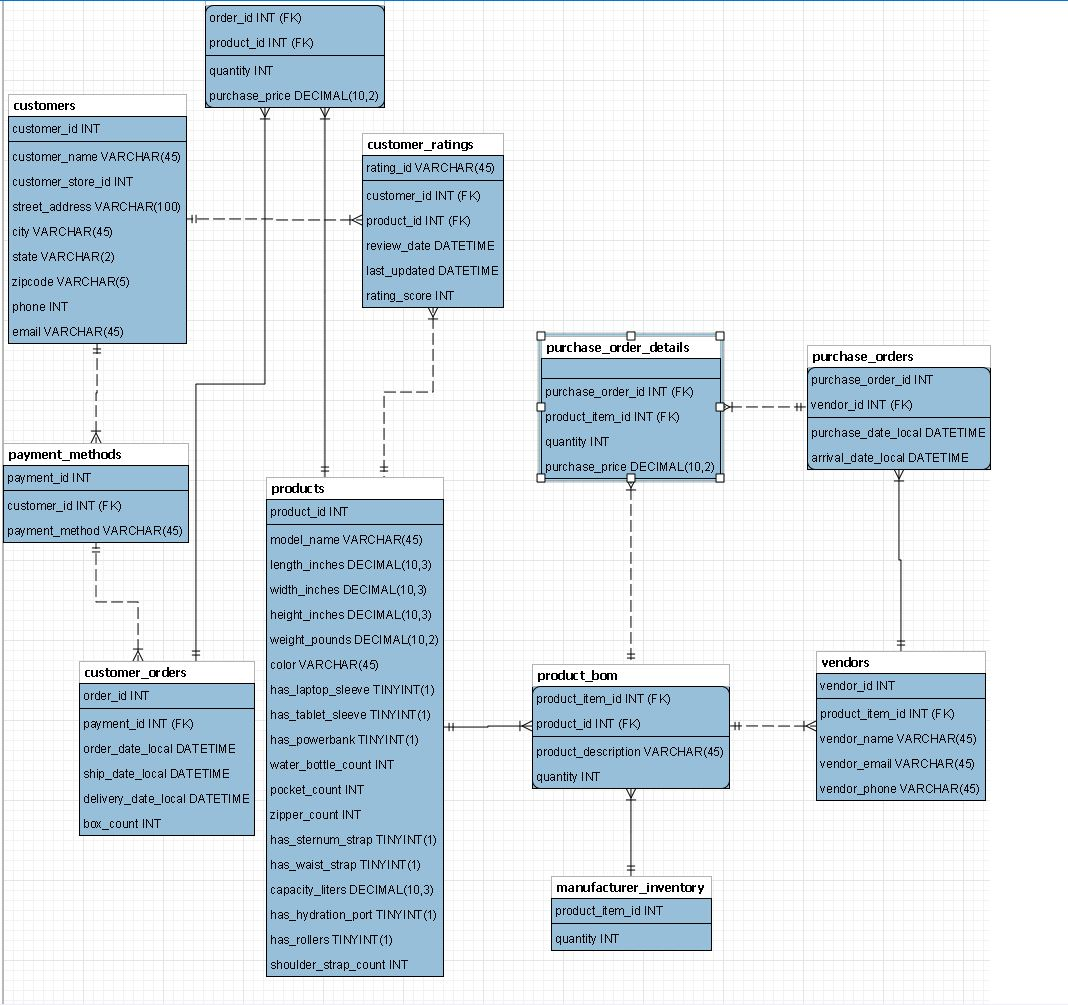 order_id INT (FK)
product_id INT (FK)
quantity INT
purchase_price DECIMAL(10,2)
customers
customer_id INT
customer_name VARCHAR(45)
customer_store_id INT
street_address VARCHAR(100)
city VARCHAR(45)
state VARCHAR(2)
zipcode VARCHAR(5)
phone INT
email VARCHAR(45)
customer_ratings
rating_id VARCHAR(45)
customer_id INT (FK)
product_id INT (FK)
review_date DATETIME
last_updated DATETIME
rating_score INT
purchase_order_details
purchase_order_id INT (FK)
product_item_id INT (FK)
quantity INT
purchase_price DECIMAL(10,2)
purchase_orders
purchase_order_id INT
vendor_id INT (FK)
purchase_date_local DATETIME
arrival_date_local DATETIME
payment_methods
payment_id INT
customer_id INT (FK)
payment_method VARCHAR(45)
products
product_id INT
model_name VARCHAR(45)
length_inches DECIMAL(10,3)
width_inches DECIMAL(10,3)
height_inches DECIMAL(10,3)
weight_pounds DECIMAL(10,2)
color VARCHAR(45)
has_laptop_sleeve TINYINT(1)
has_tablet_sleeve TINYINT(1)
has_powerbank TINYINT(1)
water_bottle_count INT
pocket_count INT
zipper_count INT
has_sternum_strap TINYINT(1)
has_waist_strap TINYINT(1)
capacity_liters DECIMAL(10,3)
has_hydration_port TINYINT(1)
has_rollers TINYINT(1)
shoulder_strap_count INT
customer_orders
order_id INT
payment_id INT (FK)
order_date_local DATETIME
ship_date_local DATETIME
delivery_date_local DATETIME
box_count INT
product_bom
product_item_id INT (FK)
product_id INT (FK)
product_description VARCHAR(45)
quantity INT
vendors
vendor_id INT
product_item_id INT (FK)
vendor_name VARCHAR(45)
vendor_email VARCHAR(45)
vendor_phone VARCHAR(45)
manufacturer_inventory
product_item_id INT
quantity INT